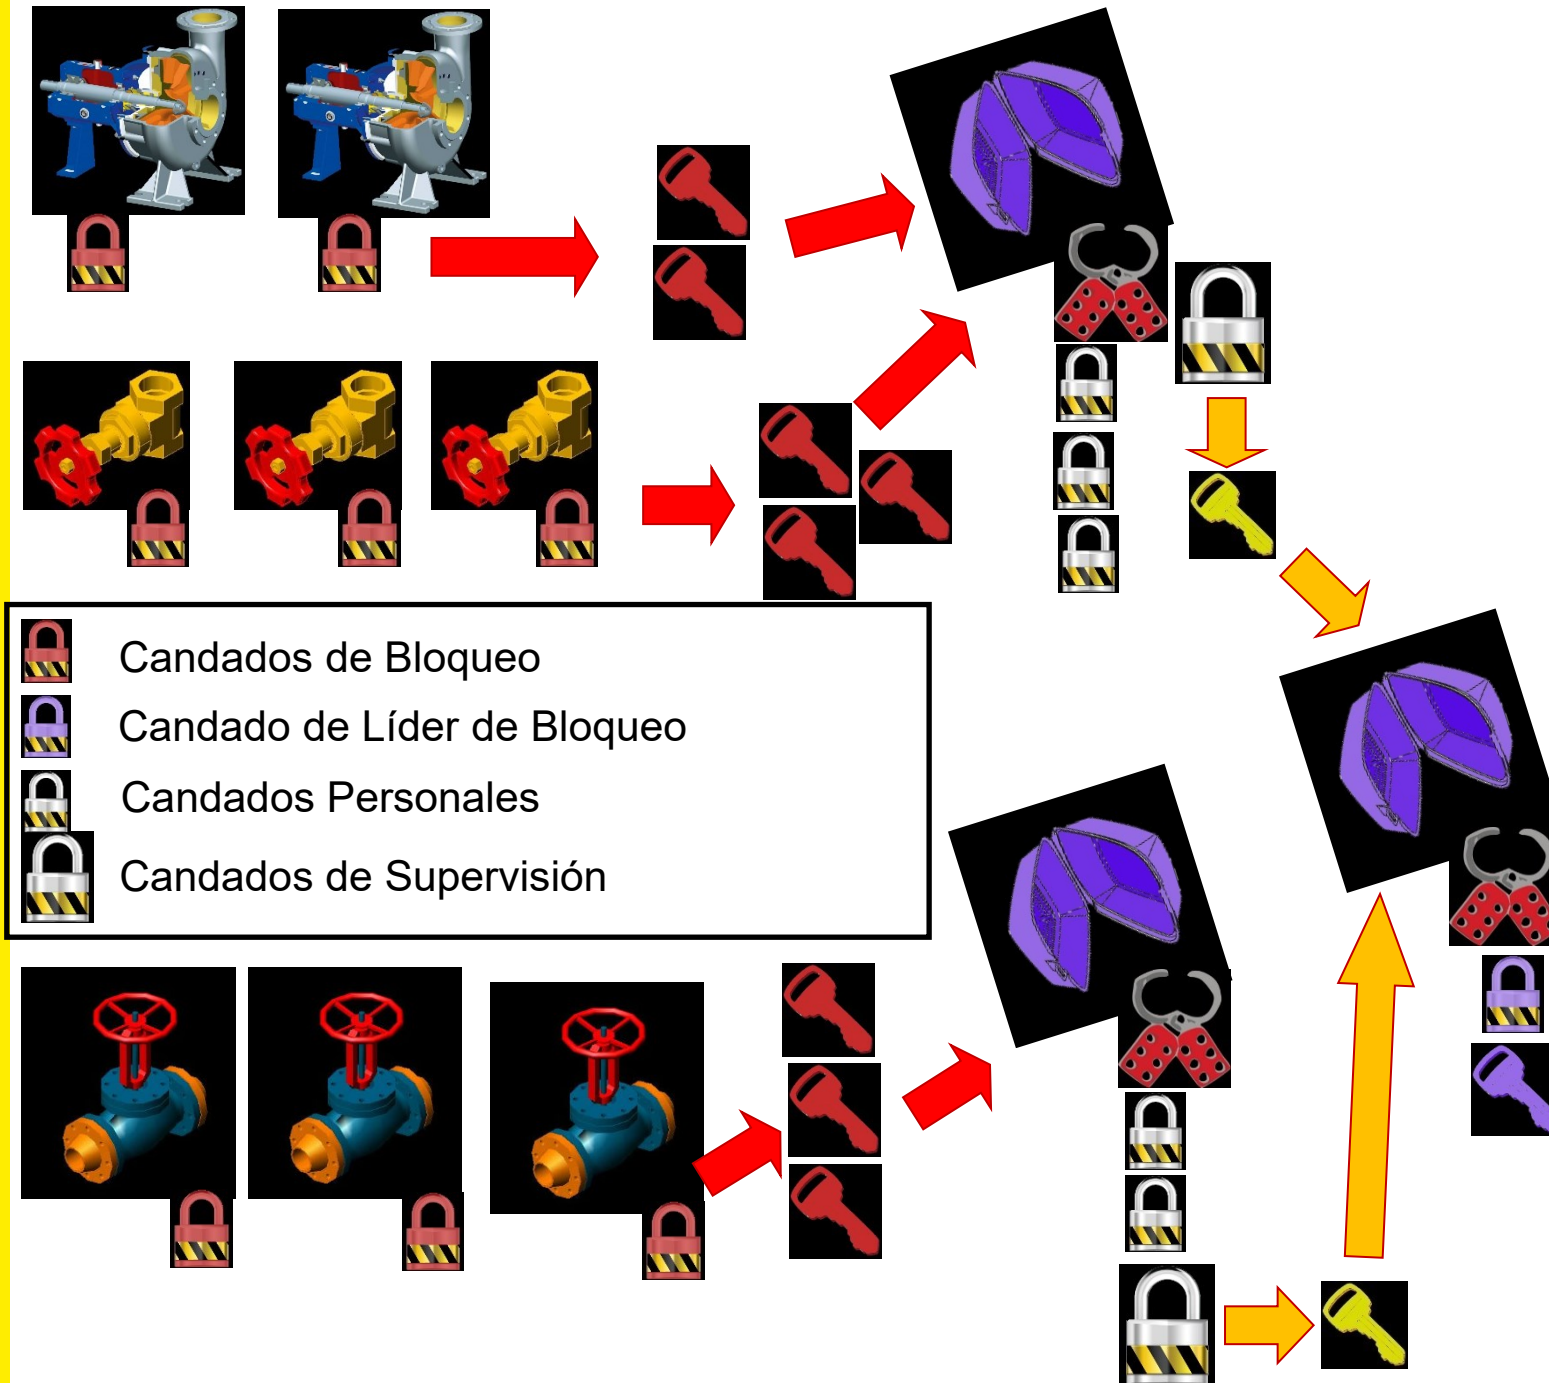 Candados de Bloqueo
Candado de Líder de Bloqueo
Candados Personales
Candados de Supervisión